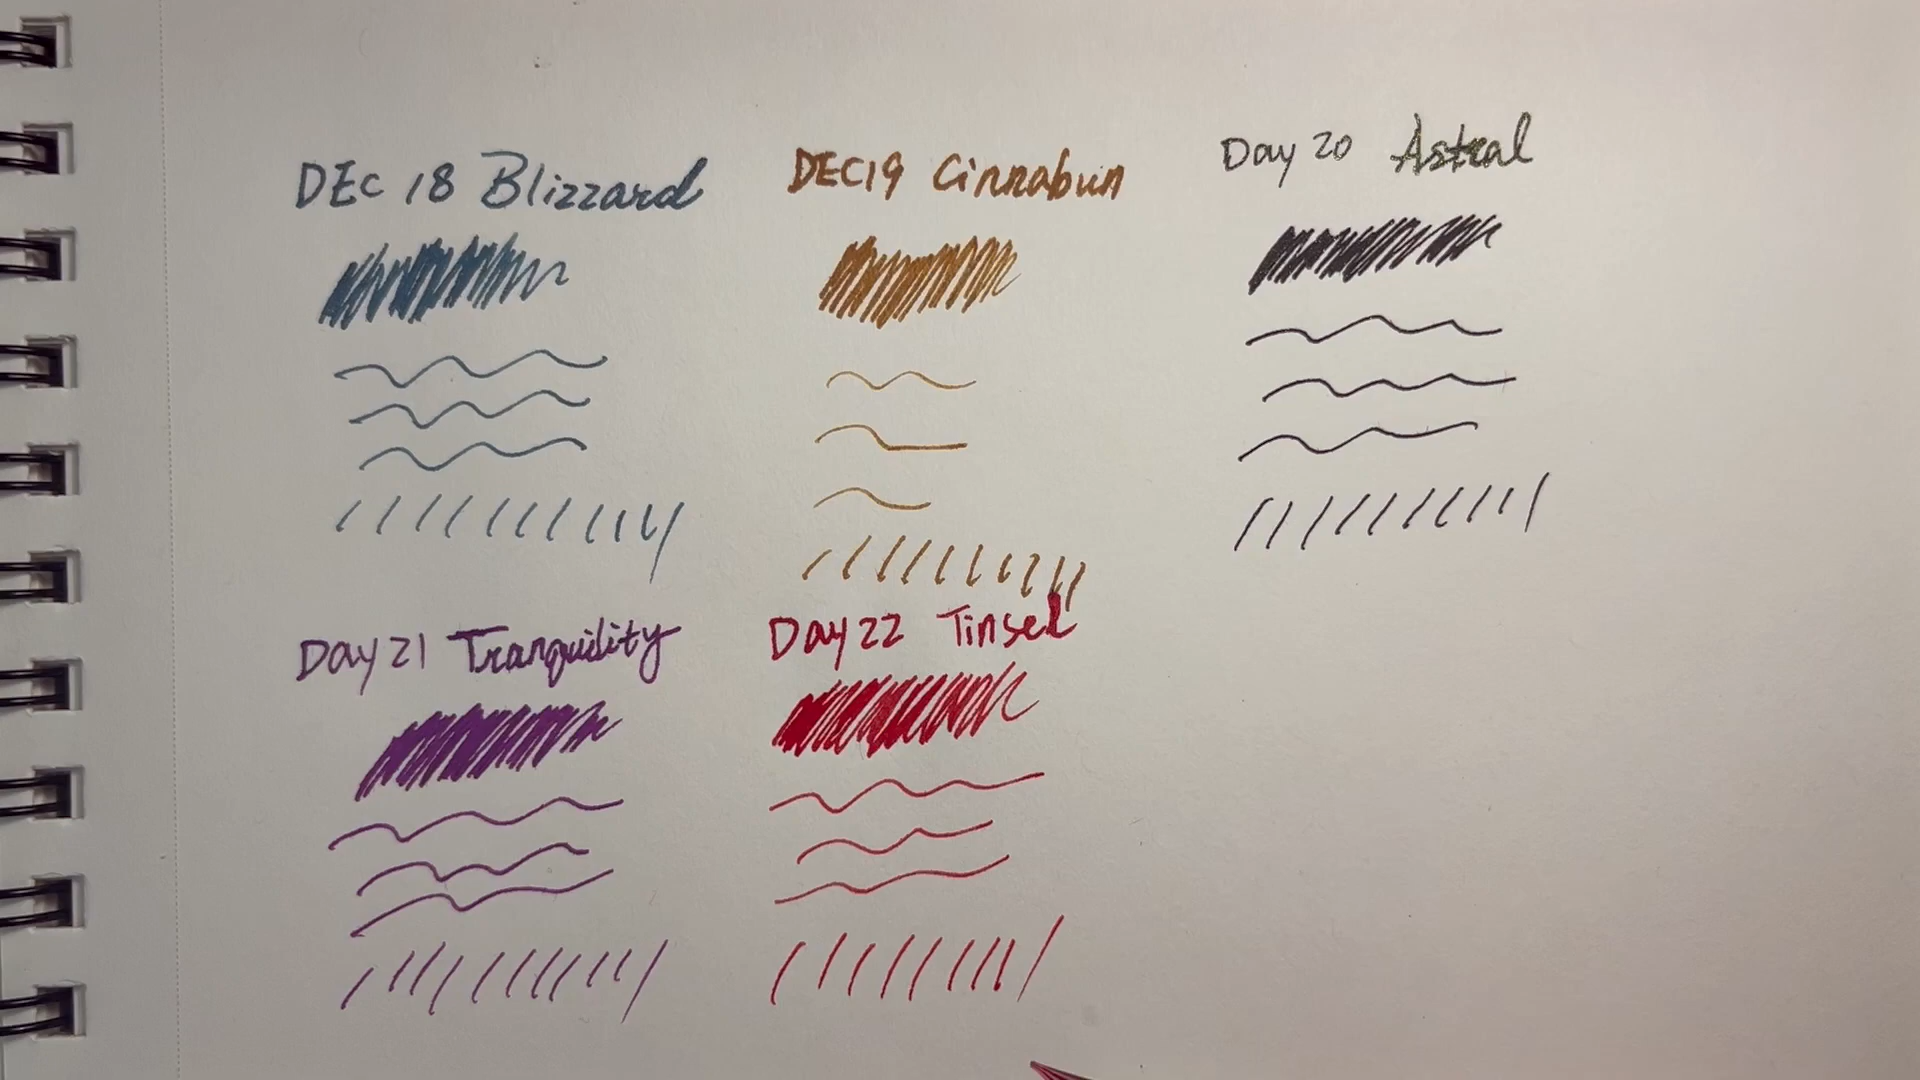 DEC 18 Blizzard
DEC19 Cinnabun
Day 20 Astral
Day 21 Tranquility
Day 22 Tinsel